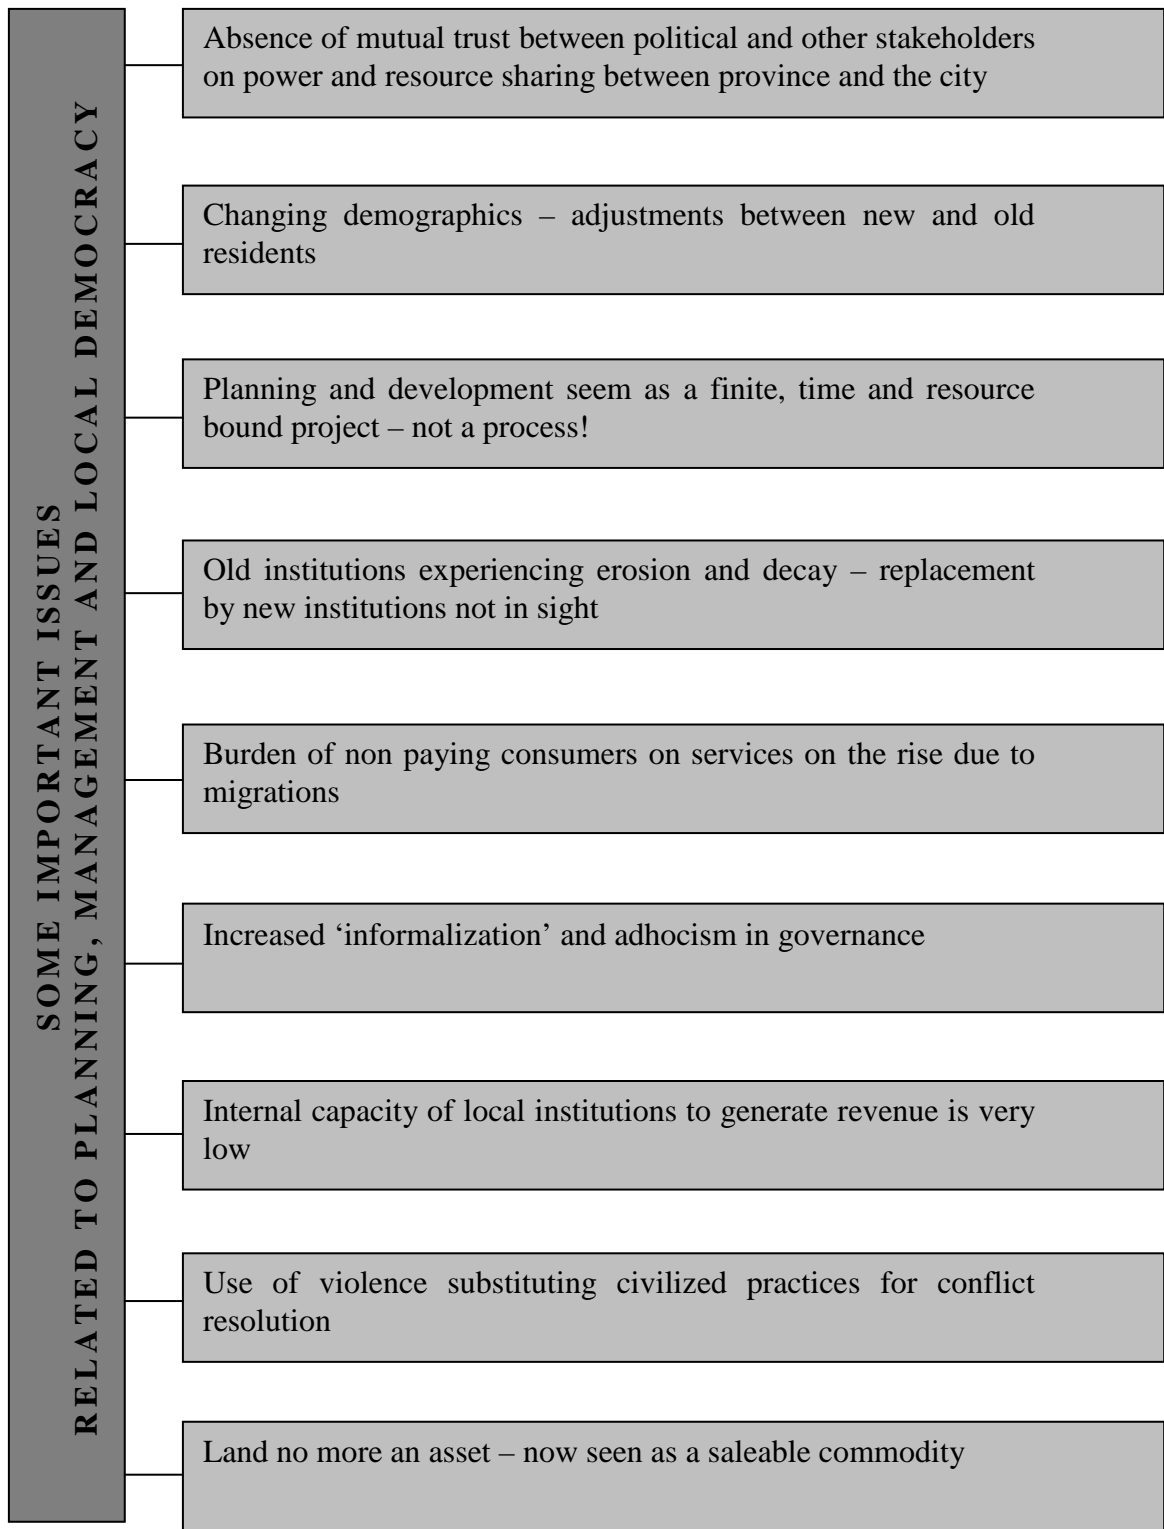 SOME IMPORTANT ISSUES
RELATED TO PLANNING, MANAGEMENT AND LOCAL DEMOCRACY
Absence of mutual trust between political and other stakeholders
on power and resource sharing between province and the city
Changing demographics – adjustments between new and old
residents
Planning and development seem as a finite, time and resource
bound project – not a process!
Old institutions experiencing erosion and decay – replacement
by new institutions not in sight
Burden of non paying consumers on services on the rise due to
migrations
Increased ‘informalization’ and adhocism in governance
Internal capacity of local institutions to generate revenue is very
low
Use of violence substituting civilized practices for conflict
resolution
Land no more an asset – now seen as a saleable commodity